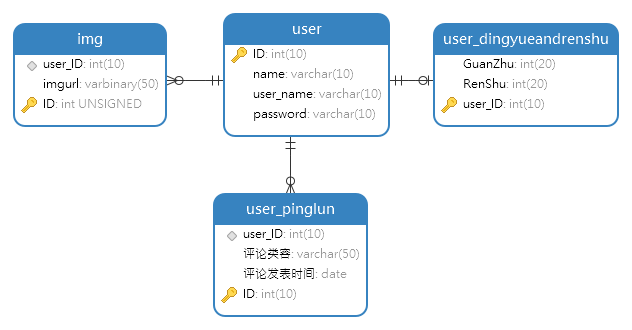 img
user_ID: int(10)
imgurl: varbinary(50)
ID: int UNSIGNED
user
ID: int(10)
name: varchar(10)
user_name: varchar(10)
password: varchar(10)
user_dingyueandrenshu
GuanZhu: int(20)
RenShu: int(20)
user_ID: int(10)
user_pinglun
user_ID: int(10)
评论类容: varchar(50)
评论发表时间: date
ID: int(10)